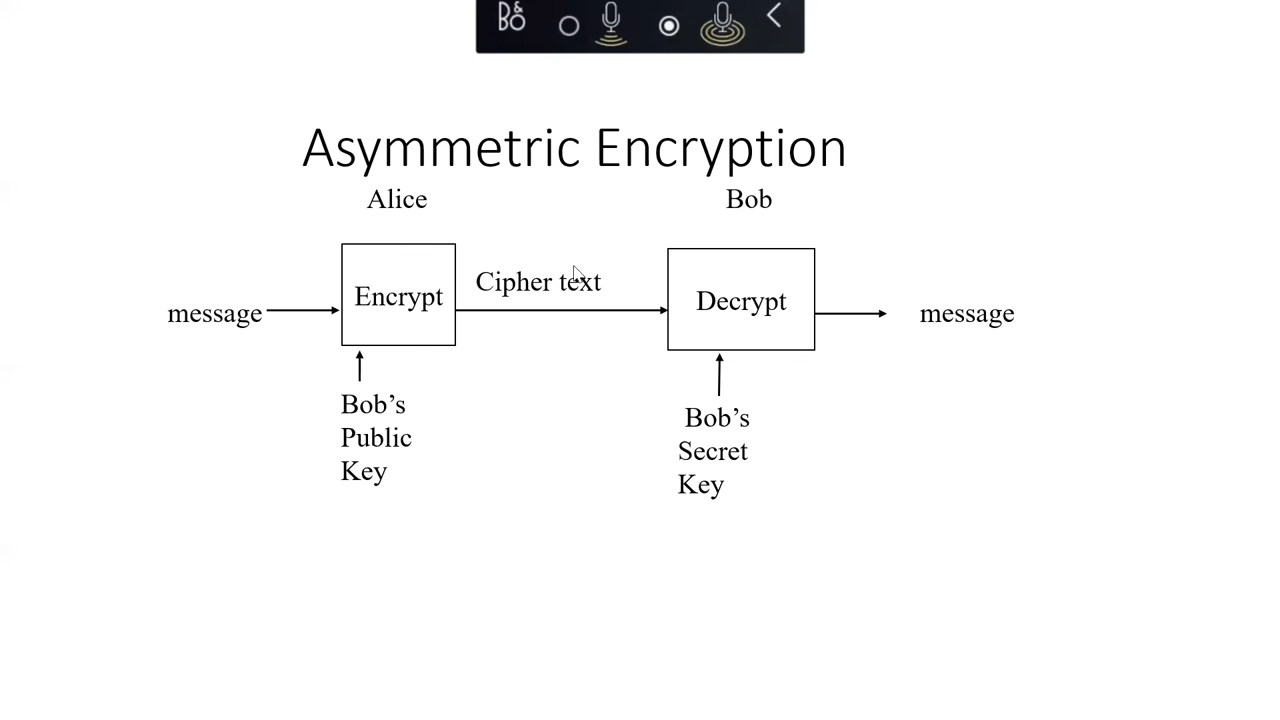 B&O
Asymmetric Encryption
Alice
Bob
Encrypt
Cipher text
Decrypt
message
message
Bob’s
Public
Key
Bob’s
Secret
Key